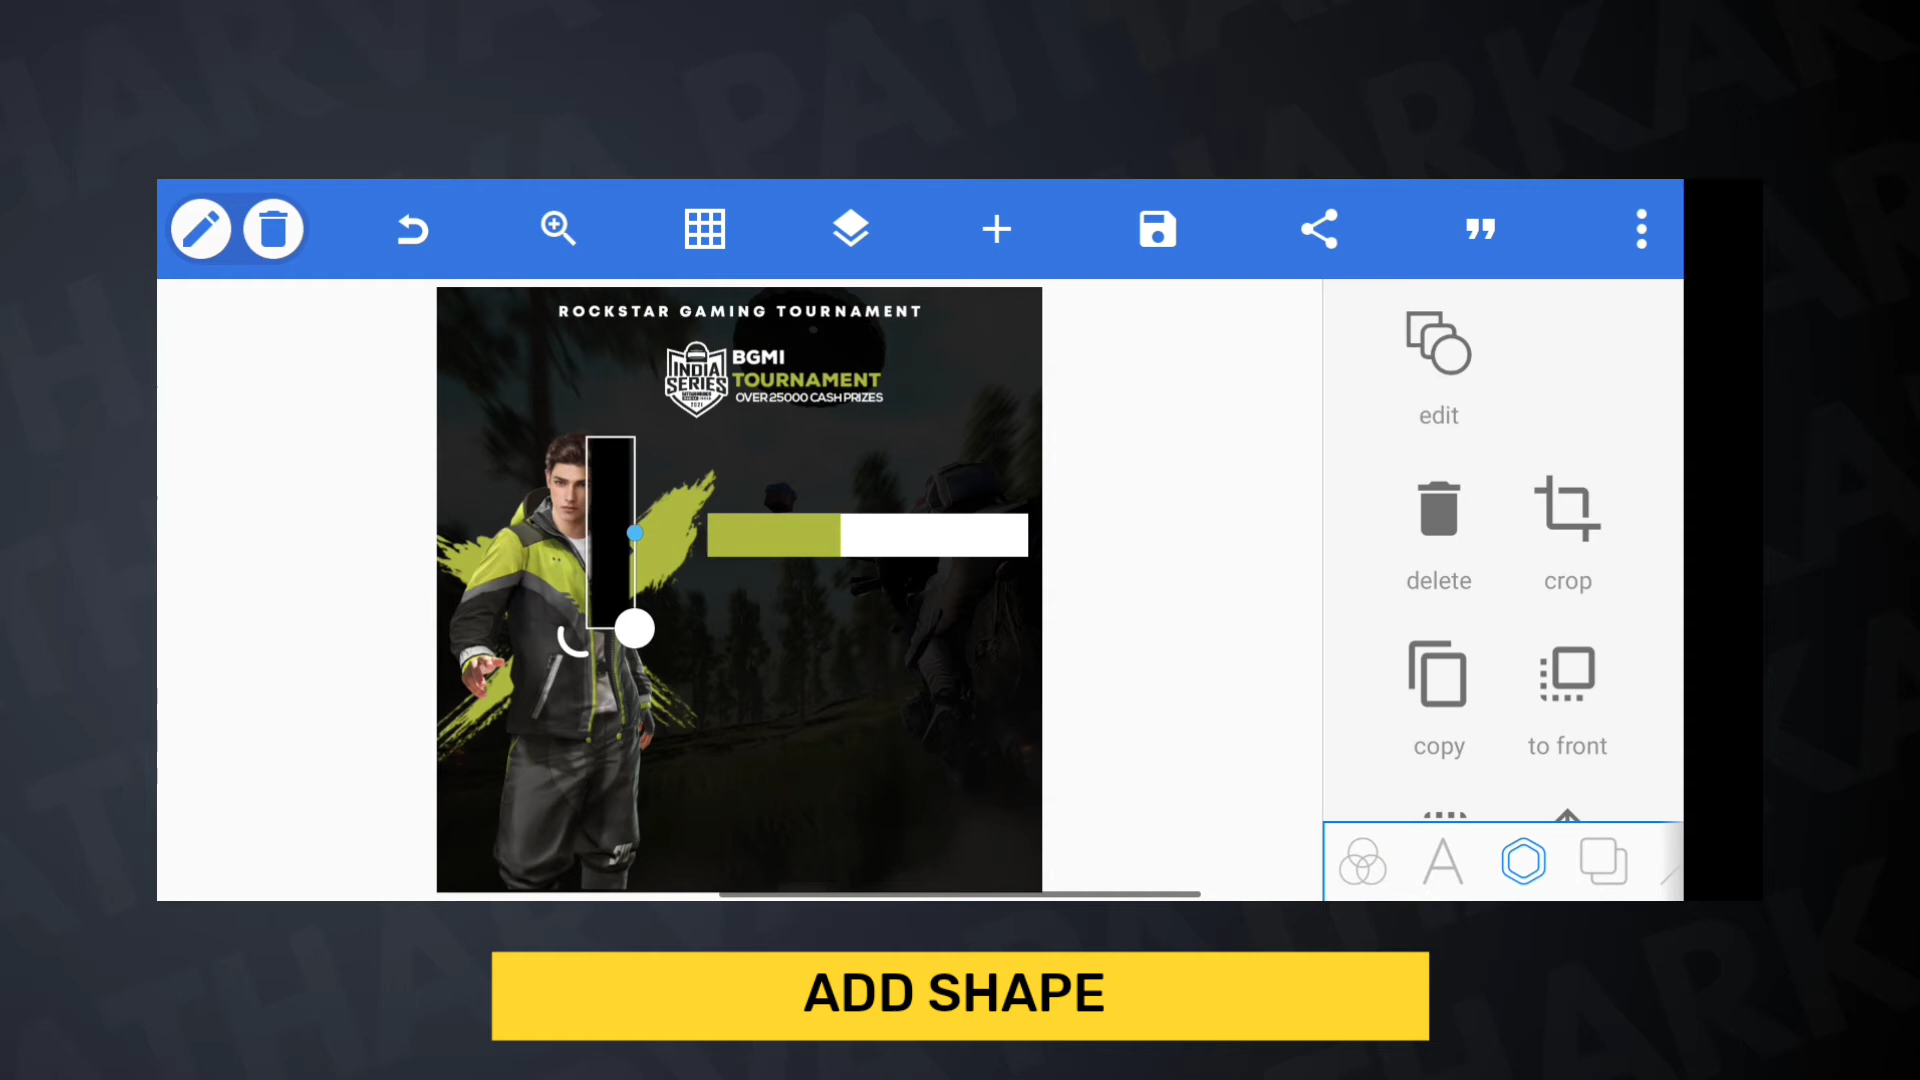 ROCKSTAR GAMING TOURNAMENT
INDIA
SERIES
2021
BGMI
TOURNAMENT
OVER 25000 CASH PRIZES
edit
delete
crop
copy
to front
ADD SHAPE